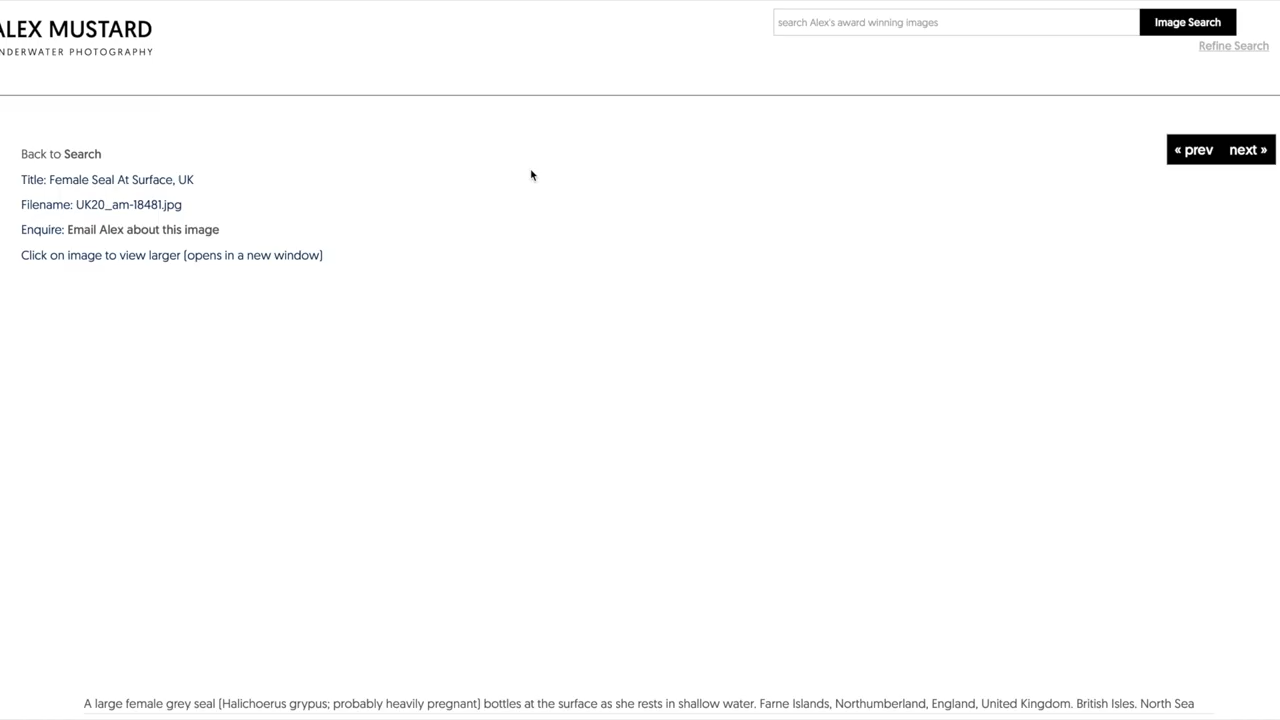 ALEX MUSTARD
UNDERWATER PHOTOGRAPHY
search Alex's award winning images
Image Search
Refine Search
« prev next »
Back to Search
Title: Female Seal At Surface, UK
Filename: UK20_am-18481.jpg
Enquire: Email Alex about this image
Click on image to view larger (opens in a new window)
A large female grey seal (Halichoerus grypus; probably heavily pregnant) bottles at the surface as she rests in shallow water. Farne Islands, Northumberland, England, United Kingdom. British Isles. North Sea